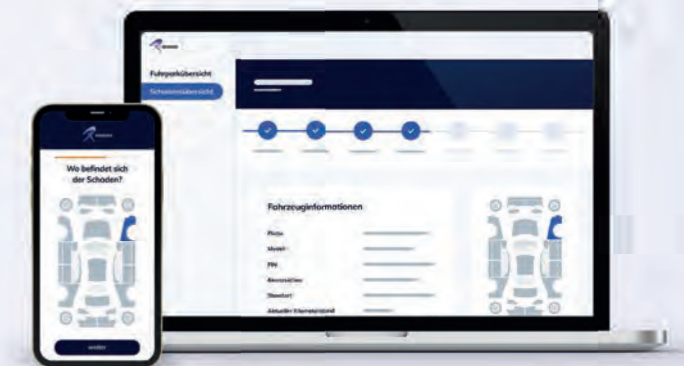 Fuhrparkübersicht
Schadensübersicht
Fahrzeuginformationen
Modell
FIN
Kennzeichen
Standort
Aktueller Kilometerstand
Wo befindet sich
der Schaden?
weiter